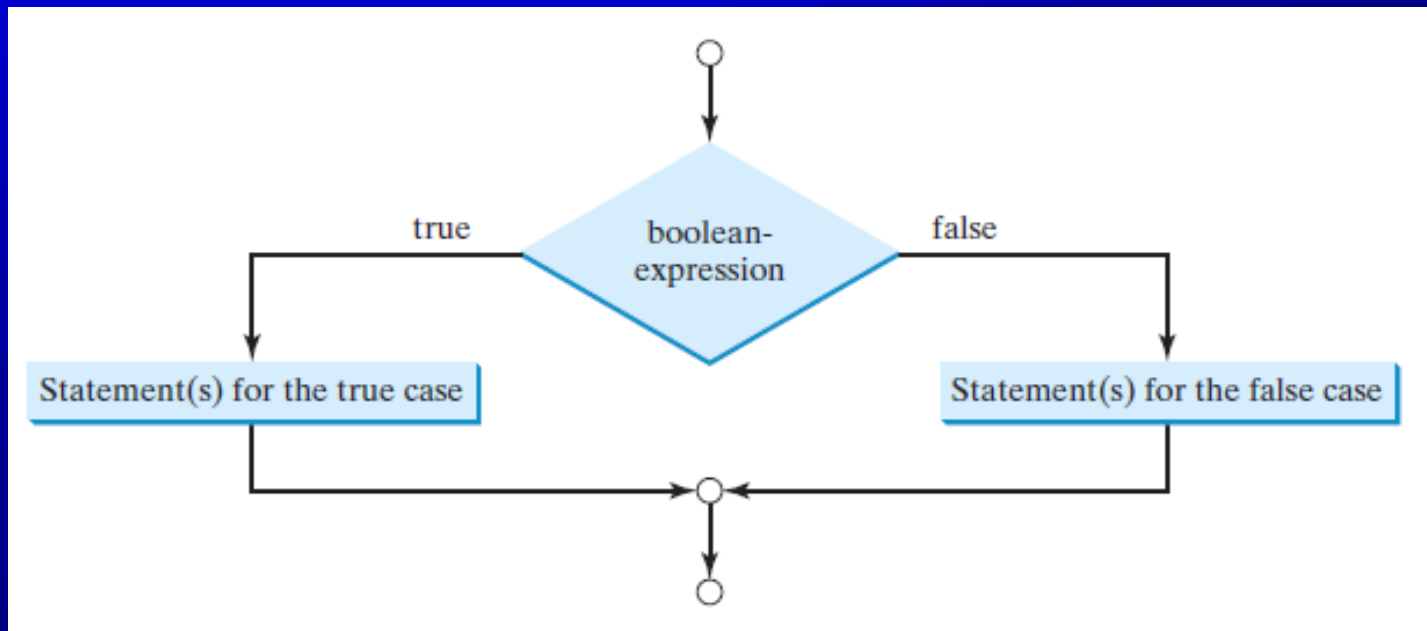 true
boolean-
expression
false
Statement(s) for the true case
Statement(s) for the false case